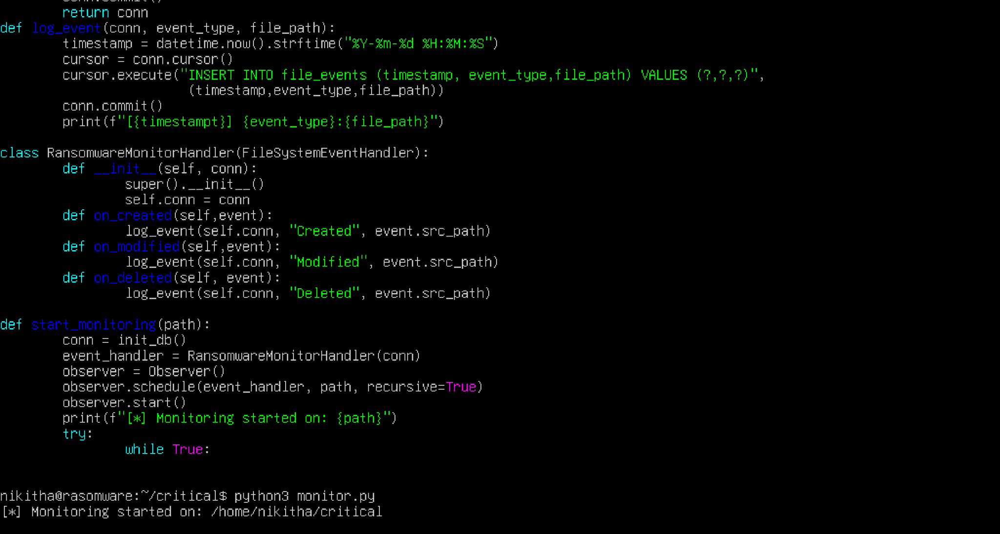 conn.commit()
return conn
def log_event(conn, event_type, file_path):
timestamp = datetime.now().strftime("%Y-%m-%d %H:%M:%S")
cursor = conn.cursor()
cursor.execute("INSERT INTO file_events (timestamp, event_type,file_path) VALUES (?,?,?)",
(timestamp,event_type,file_path))
conn.commit()
print(f"[{timestampt}] {event_type}:{file_path}")
class RansomwareMonitorHandler(FileSystemEventHandler):
def __init__(self, conn):
super().__init__()
self.conn = conn
def on_created(self,event):
log_event(self.conn, "Created", event.src_path)
def on_modified(self,event):
log_event(self.conn, "Modified", event.src_path)
def on_deleted(self, event):
log_event(self.conn, "Deleted", event.src_path)
def start_monitoring(path):
conn = init_db()
event_handler = RansomwareMonitorHandler(conn)
observer = Observer()
observer.schedule(event_handler, path, recursive=True)
observer.start()
print(f"[*] Monitoring started on: {path}")
try:
while True:
nikitha@rasomware:~/critical$ python3 monitor.py
[*] Monitoring started on: /home/nikitha/critical